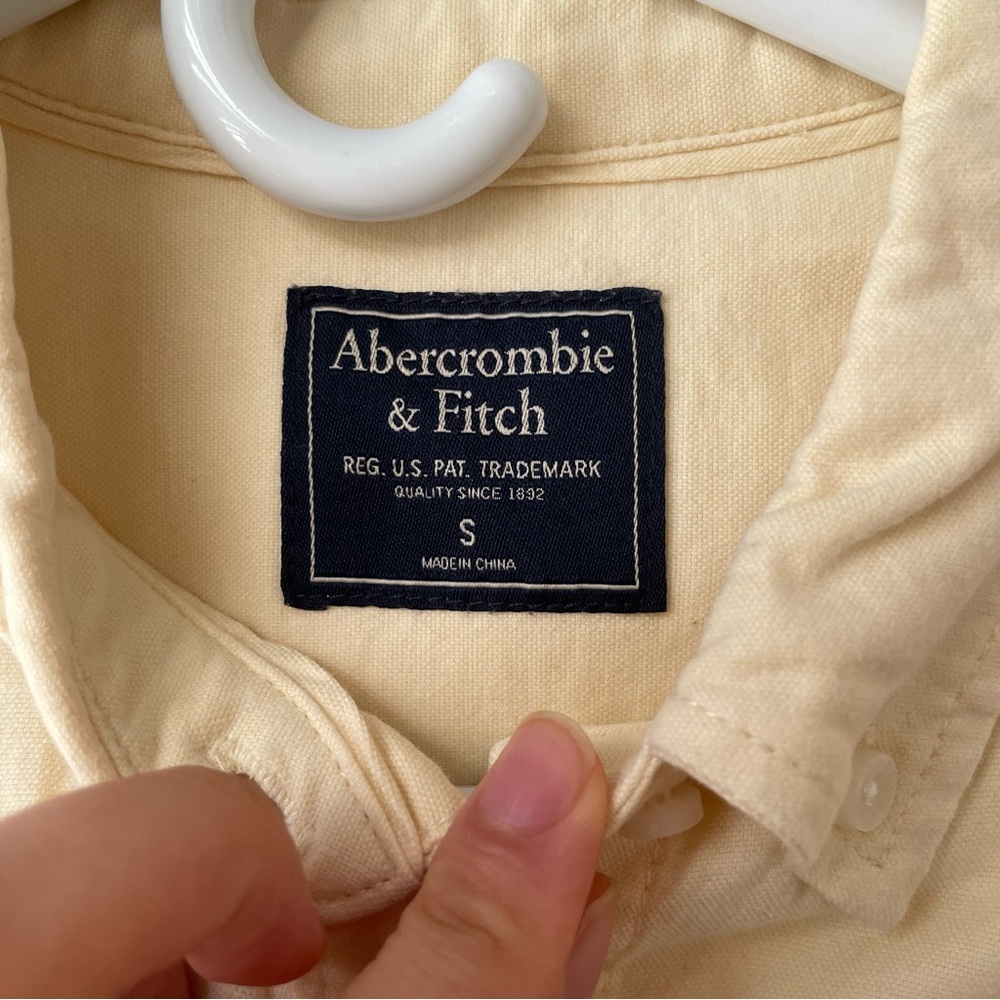 Abercrombie
& Fitch
REG. U.S. PAT. TRADEMARK
QUALITY SINCE 1892
S
MADE IN CHINA